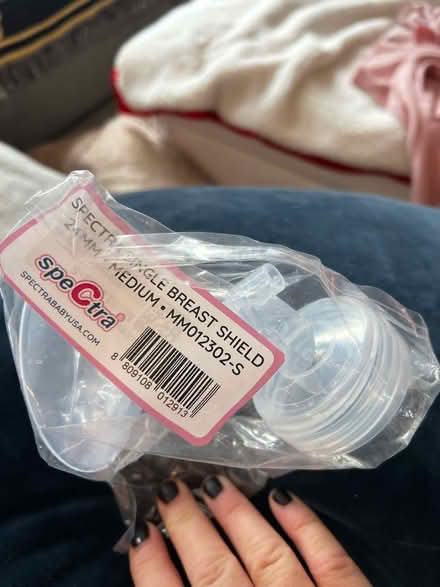 SPECTRA SINGLE BREAST SHIELD
24MM MEDIUM • MM012302-S
speCtra®
SPECTRABABYUSA.COM
8 809108 012913